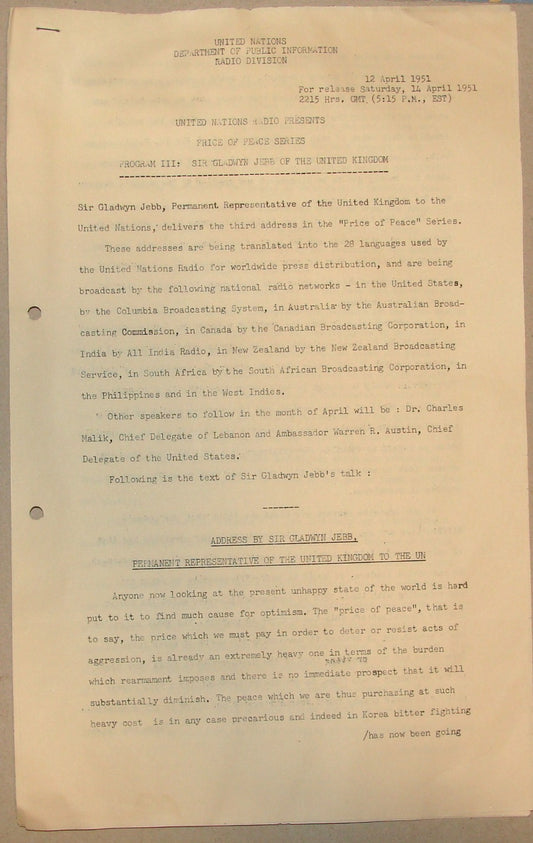 UNITED NATIONS
DEPARTMENT OF PUBLIC INFORMATION
RADIO DIVISION
12 April 1951
For release Saturday, 14 April 1951
2215 Hrs. GMT (5:15 P.M., EST)
UNITED NATIONS RADIO PRESENTS
PRICE OF PEACE SERIES
PROGRAM III: SIR GLADWYN JEBB OF THE UNITED KINGDOM
Sir Gladwyn Jebb, Permanent Representative of the United Kingdom to the
United Nations, delivers the third address in the "Price of Peace" Series.
These addresses are being translated into the 28 languages used by
the United Nations Radio for worldwide press distribution, and are being
broadcast by the following national radio networks - in the United States,
by the Columbia Broadcasting System, in Australia by the Australian Broad-
casting Commission, in Canada by the Canadian Broadcasting Corporation, in
India by All India Radio, in New Zealand by the New Zealand Broadcasting
Service, in South Africa by the South African Broadcasting Corporation, in
the Philippines and in the West Indies.
Other speakers to follow in the month of April will be : Dr. Charles
Malik, Chief Delegate of Lebanon and Ambassador Warren R. Austin, Chief
Delegate of the United States.
Following is the text of Sir Gladwyn Jebb's talk :
-------
ADDRESS BY SIR GLADWYN JEBB,
PERMANENT REPRESENTATIVE OF THE UNITED KINGDOM TO THE UN
Anyone now looking at the present unhappy state of the world is hard
put to it to find much cause for optimism. The "price of peace", that is
to say, the price which we must pay in order to deter or resist acts of
aggression, is already an extremely heavy one in terms of the burden
which rearmament imposes and there is no immediate prospect that it will
substantially diminish. The peace which we are thus purchasing at such
heavy cost is in any case precarious and indeed in Korea bitter fighting
/has now been going